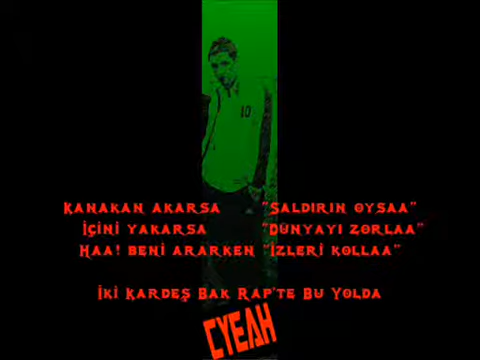 Kanakan akarsa "Saldırın oysaa"
İçini yakarsa "Dünyayı zorlaa"
Haa! beni ararken "İzleri kollaa"
İki Kardeş Bak Rap'te Bu Yolda
CYEAH
10